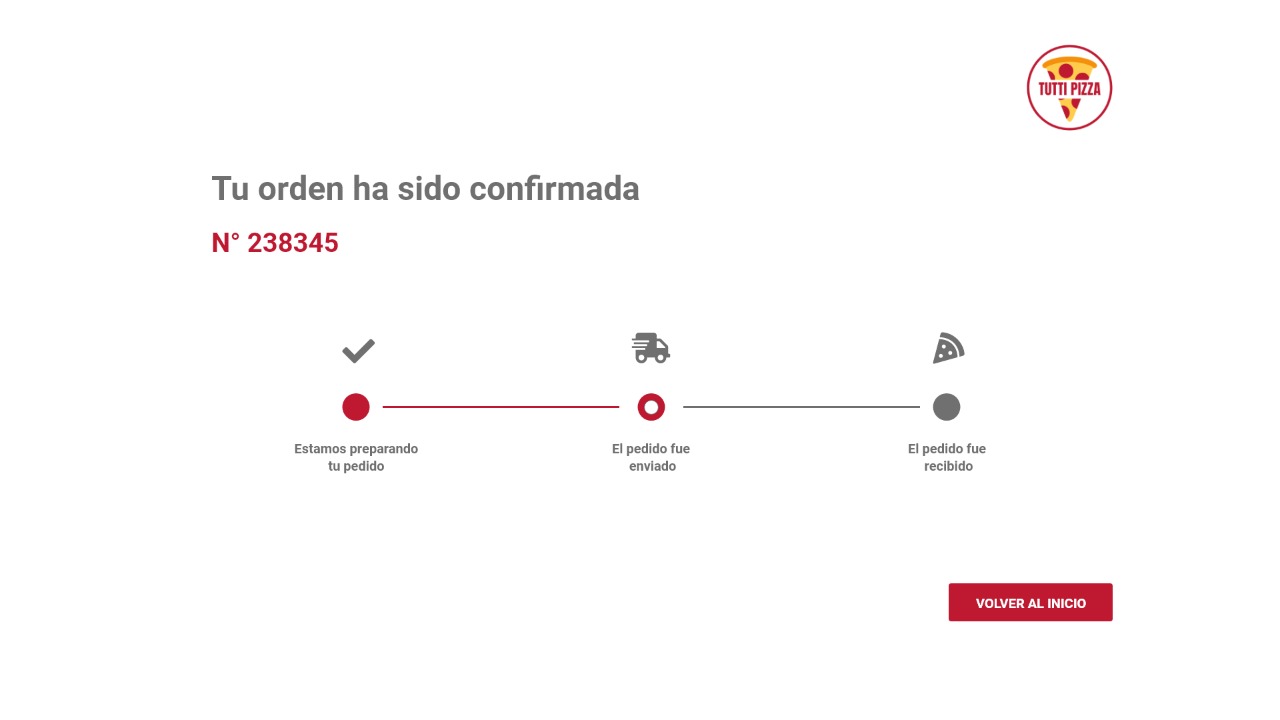 TUTTI PIZZA
Tu orden ha sido confirmada
N° 238345
Estamos preparando
tu pedido
El pedido fue
enviado
El pedido fue
recibido
VOLVER AL INICIO